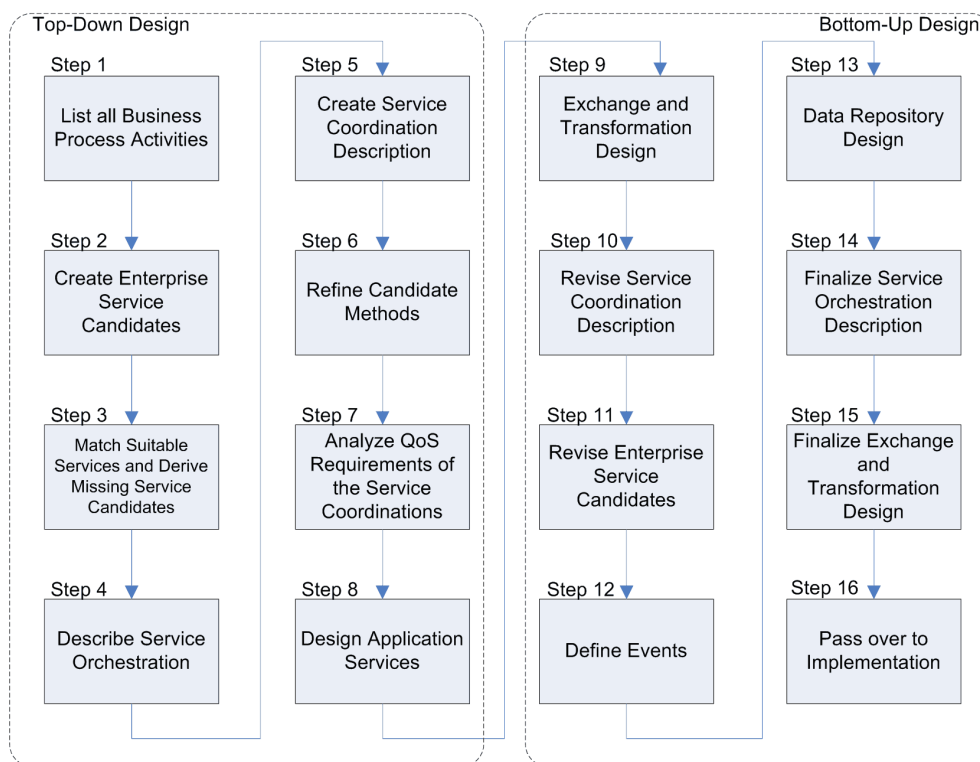 Top-Down Design
Step 1
List all Business
Process Activities
Step 2
Create Enterprise
Service
Candidates
Step 3
Match Suitable
Services and Derive
Missing Service
Candidates
Step 4
Describe Service
Orchestration
Step 5
Create Service
Coordination
Description
Step 6
Refine Candidate
Methods
Step 7
Analyze QoS
Requirements of
the Service
Coordinations
Step 8
Design Application
Services
Bottom-Up Design
Step 9
Exchange and
Transformation
Design
Step 10
Revise Service
Coordination
Description
Step 11
Revise Enterprise
Service
Candidates
Step 12
Define Events
Step 13
Data Repository
Design
Step 14
Finalize Service
Orchestration
Description
Step 15
Finalize Exchange
and
Transformation
Design
Step 16
Pass over to
Implementation